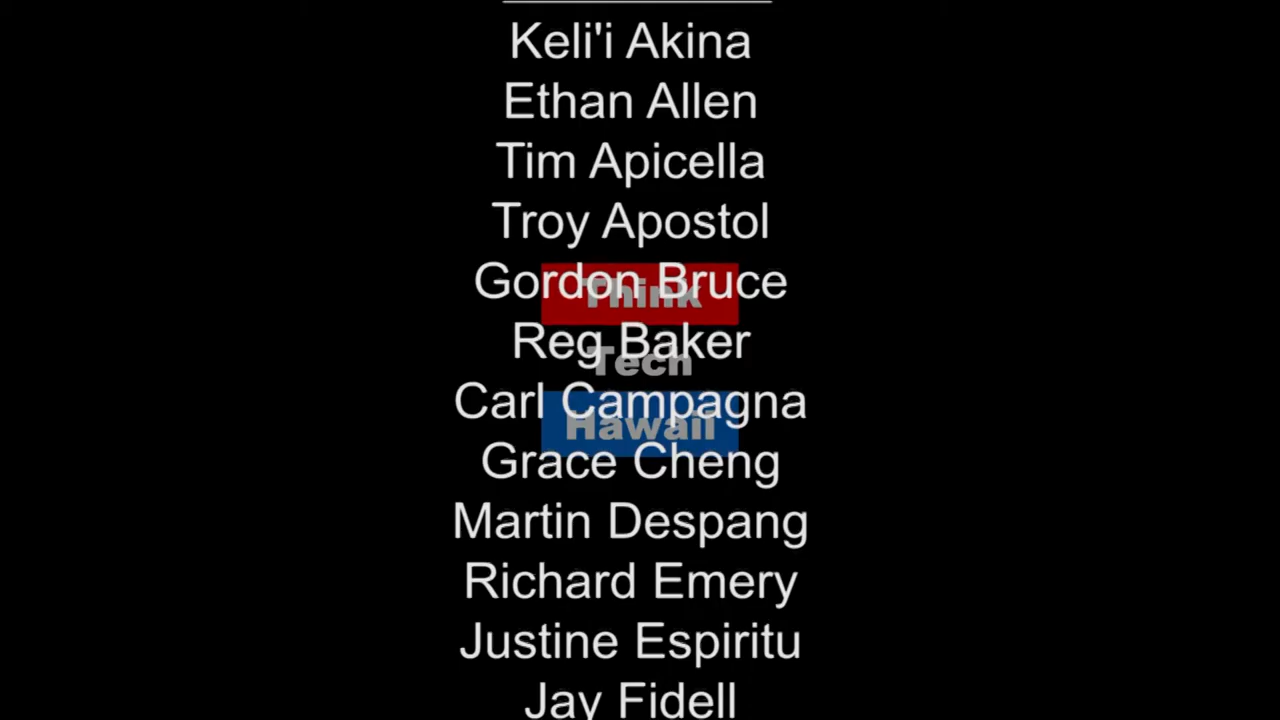 Keli'i Akina
Ethan Allen
Tim Apicella
Troy Apostol
Gordon Bruce
Think
Reg Baker
Tech
Carl Campagna
Hawaii
Grace Cheng
Martin Despang
Richard Emery
Justine Espiritu
Jay Fidell